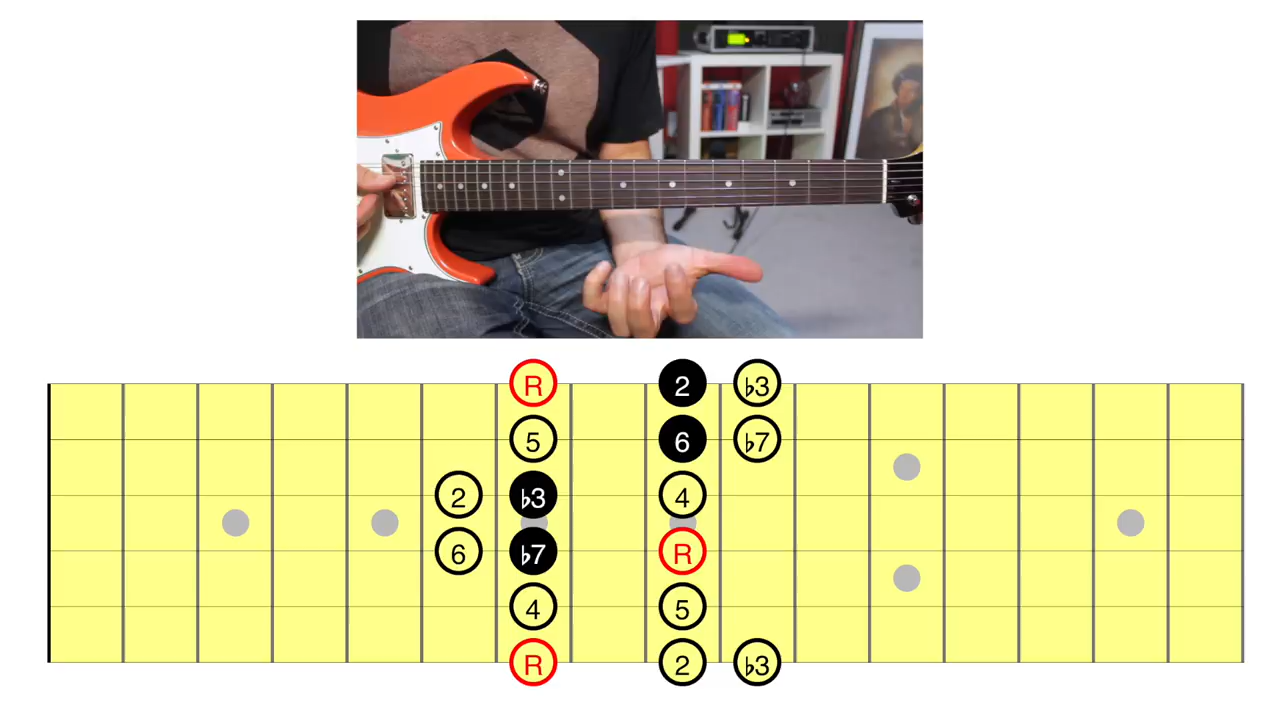 R 2 ♭3
5 6 ♭7
2 ♭3 4
6 ♭7 R
4 5
R 2 ♭3